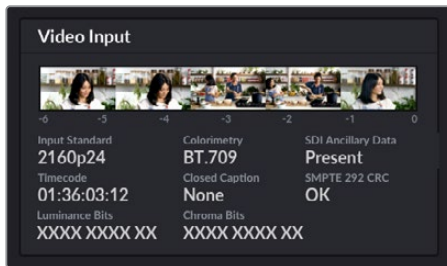 Video Input
-6 -5 -4 -3 -2 -1 0
Input Standard Colorimetry SDI Ancillary Data
2160p24 BT.709 Present
Timecode Closed Caption SMPTE 292 CRC
01:36:03:12 None OK
Luminance Bits Chroma Bits
XXXX XXXX XX XXXX XXXX XX